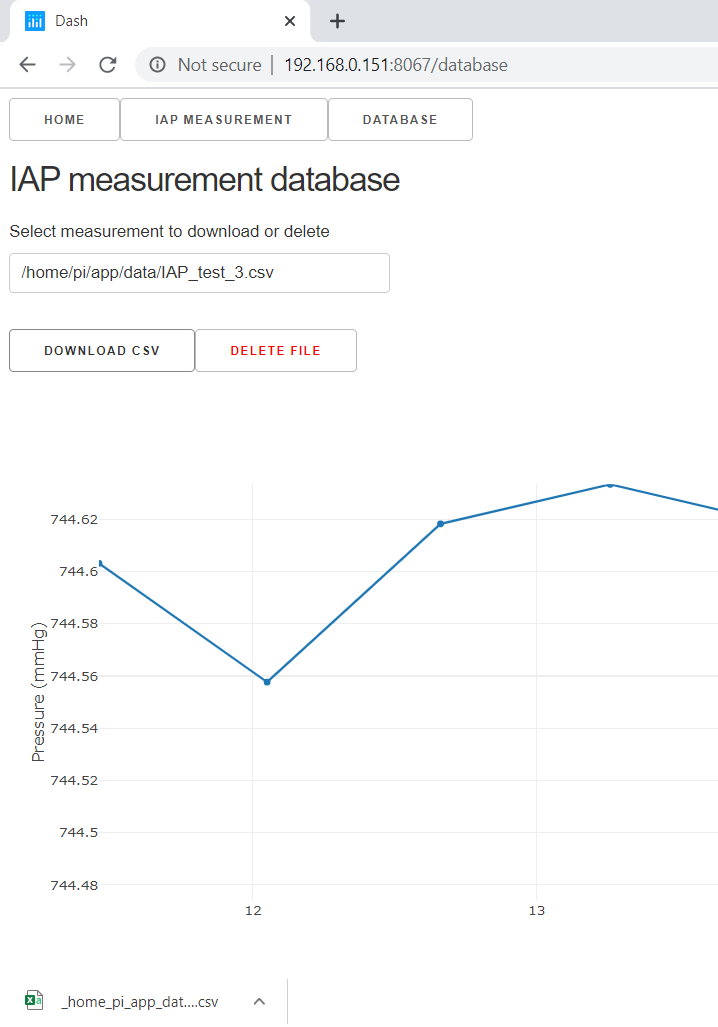 Dash
Not secure | 192.168.0.151:8067/database
HOME IAP MEASUREMENT DATABASE
IAP measurement database
Select measurement to download or delete
/home/pi/app/data/IAP_test_3.csv
DOWNLOAD CSV DELETE FILE
Pressure (mmHg)
744.62
744.6
744.58
744.56
744.54
744.52
744.5
744.48
12 13
_home_pi_app_dat....csv